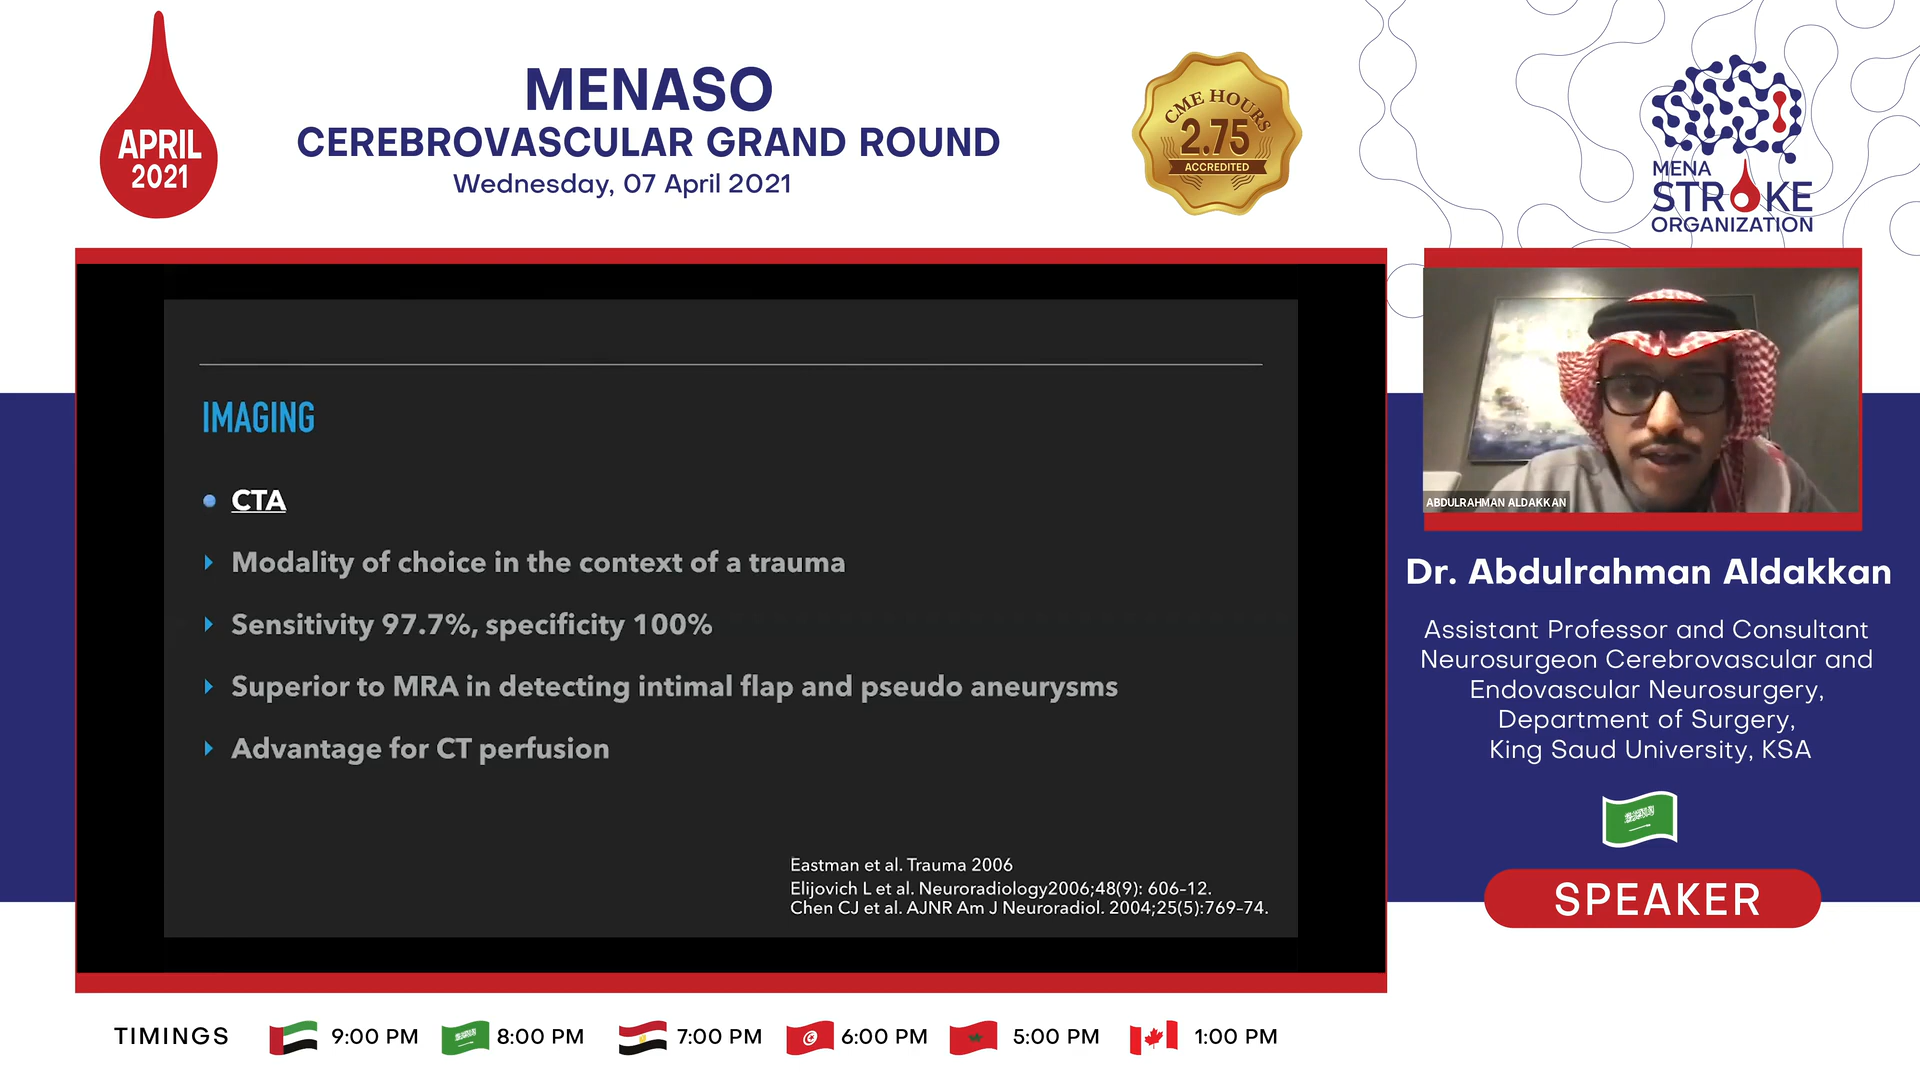 APRIL
2021
MENASO
CEREBROVASCULAR GRAND ROUND
Wednesday, 07 April 2021
CME HOURS
2.75
ACCREDITED
MENA
STROKE
ORGANIZATION
IMAGING
CTA
Modality of choice in the context of a trauma
Sensitivity 97.7%, specificity 100%
Superior to MRA in detecting intimal flap and pseudo aneurysms
Advantage for CT perfusion
Eastman et al. Trauma 2006
Elijovich L et al. Neuroradiology2006;48(9): 606-12.
Chen CJ et al. AJNR Am J Neuroradiol. 2004;25(5):769-74.
ABDULRAHMAN ALDAKKAN
Dr. Abdulrahman Aldakkan
Assistant Professor and Consultant
Neurosurgeon Cerebrovascular and
Endovascular Neurosurgery,
Department of Surgery,
King Saud University, KSA
SPEAKER
TIMINGS 9:00 PM 8:00 PM 7:00 PM 6:00 PM 5:00 PM 1:00 PM